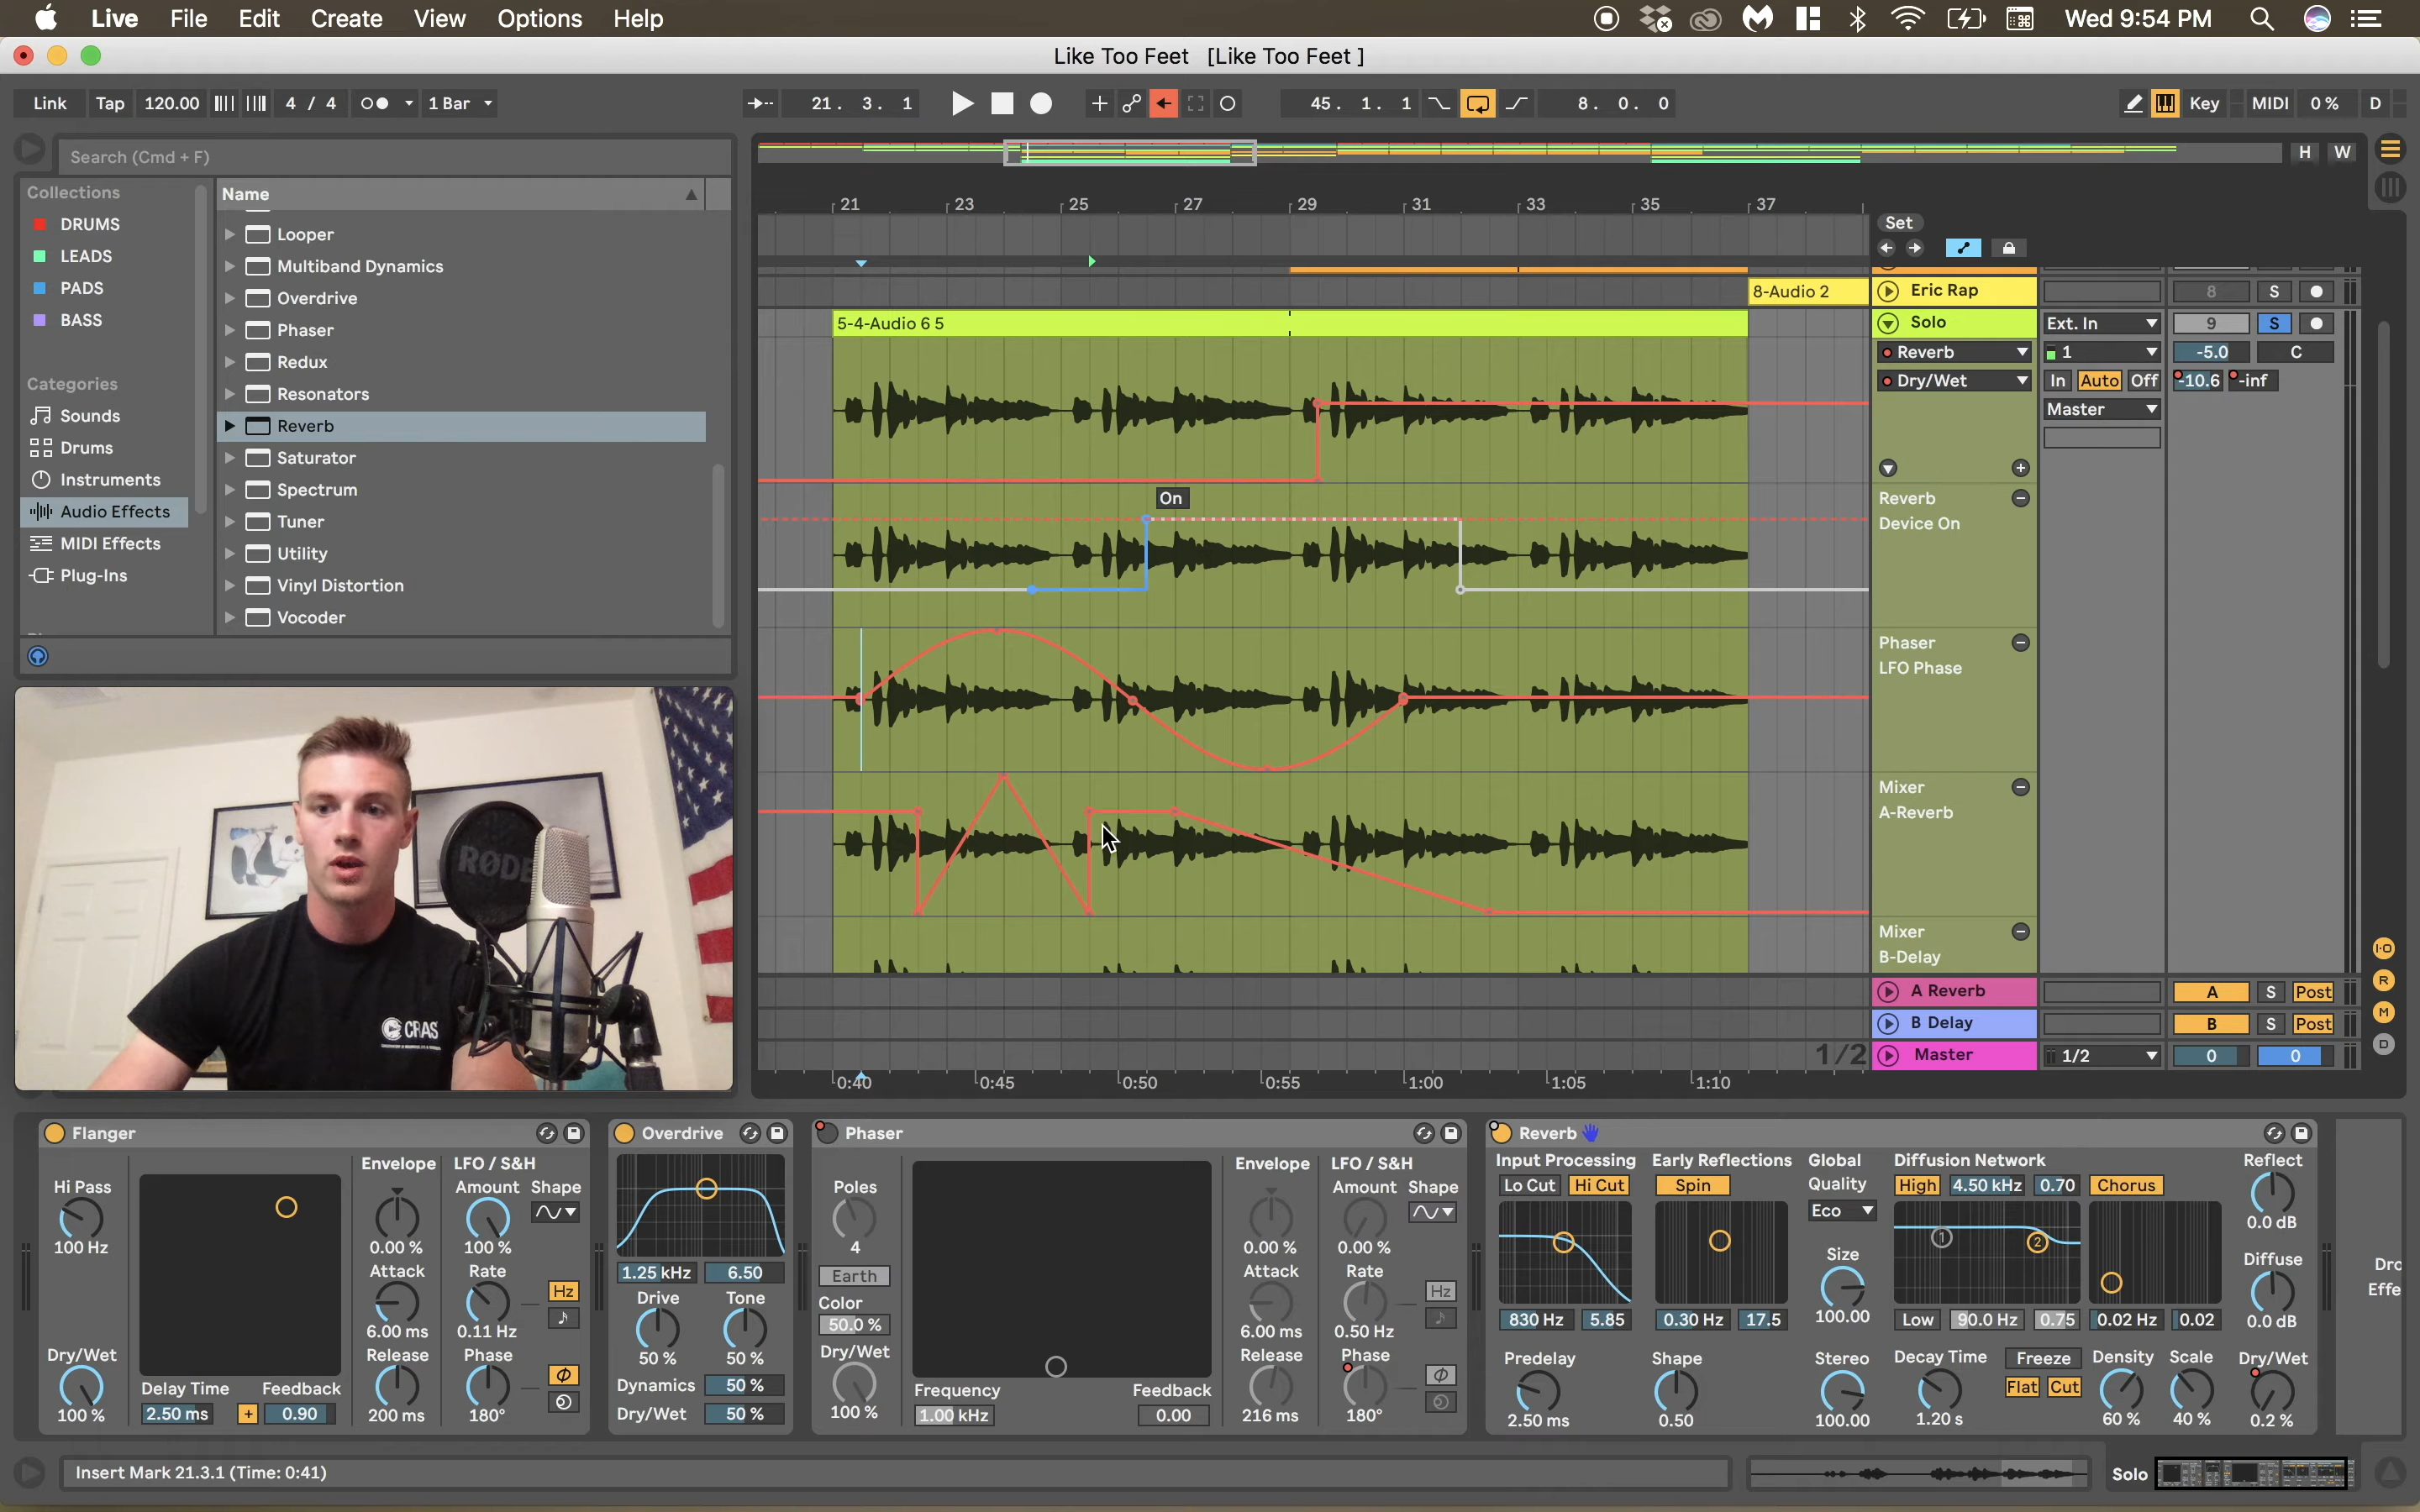 Live File Edit Create View Options Help Wed 9:54 PM
Like Too Feet [Like Too Feet ]
Link Tap 120.00 4 / 4 1 Bar 21. 3. 1 45. 1. 1 8. 0. 0 Key MIDI 0 % D
Search (Cmd + F)
H W
Collections
DRUMS
LEADS
PADS
BASS
Categories
Sounds
Drums
Instruments
Audio Effects
MIDI Effects
Plug-Ins
Name
Looper
Multiband Dynamics
Overdrive
Phaser
Redux
Resonators
Reverb
Saturator
Spectrum
Tuner
Utility
Vinyl Distortion
Vocoder
21 23 25 27 29 31 33 35 37
Set
8-Audio 2 Eric Rap 8 S
5-4-Audio 6 5 Solo Ext. In 9 S
Reverb 1 -5.0 C
Dry/Wet In Auto Off -10.6 -inf
Master
On
Reverb
Device On
Phaser
LFO Phase
Mixer
A-Reverb
Mixer
B-Delay
A Reverb A S Post
B Delay B S Post
1/2 Master 1/2 0 0
I·O
R
M
D
0:40 0:45 0:50 0:55 1:00 1:05 1:10
RØDE
CRAS
Flanger
Hi Pass
100 Hz
Dry/Wet
100 %
Delay Time Feedback
2.50 ms + 0.90
Envelope
0.00 %
Attack
6.00 ms
Release
200 ms
LFO / S&H
Amount Shape
100 %
Rate
Hz
0.11 Hz
Phase
180°
Overdrive
1.25 kHz 6.50
Drive Tone
50 % 50 %
Dynamics 50 %
Dry/Wet 50 %
Phaser
Poles
4
Earth
Color
50.0 %
Dry/Wet
100 %
Frequency Feedback
1.00 kHz 0.00
Envelope
0.00 %
Attack
6.00 ms
Release
216 ms
LFO / S&H
Amount Shape
0.00 %
Rate
Hz
0.50 Hz
Phase
180°
Reverb
Input Processing
Lo Cut Hi Cut
830 Hz 5.85
Predelay
2.50 ms
Early Reflections
Spin
0.30 Hz 17.5
Shape
0.50
Global
Quality
Eco
Size
100.00
Stereo
100.00
Diffusion Network
High 4.50 kHz 0.70 Chorus
1 2
Low 90.0 Hz 0.75 0.02 Hz 0.02
Decay Time Freeze Density Scale
Flat Cut
1.20 s 60 % 40 %
Reflect
0.0 dB
Diffuse
0.0 dB
Dry/Wet
0.2 %
Dro
Effe
Insert Mark 21.3.1 (Time: 0:41)
Solo